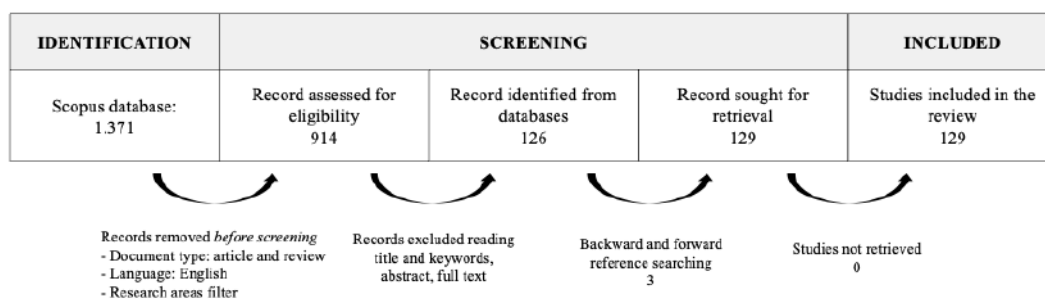 IDENTIFICATION
SCREENING
INCLUDED
Scopus database:
1.371
Record assessed for
eligibility
914
Record identified from
databases
126
Record sought for
retrieval
129
Studies included in the
review
129
Records removed before screening
- Document type: article and review
- Language: English
- Research areas filter
Records excluded reading
title and keywords,
abstract, full text
Backward and forward
reference searching
3
Studies not retrieved
0